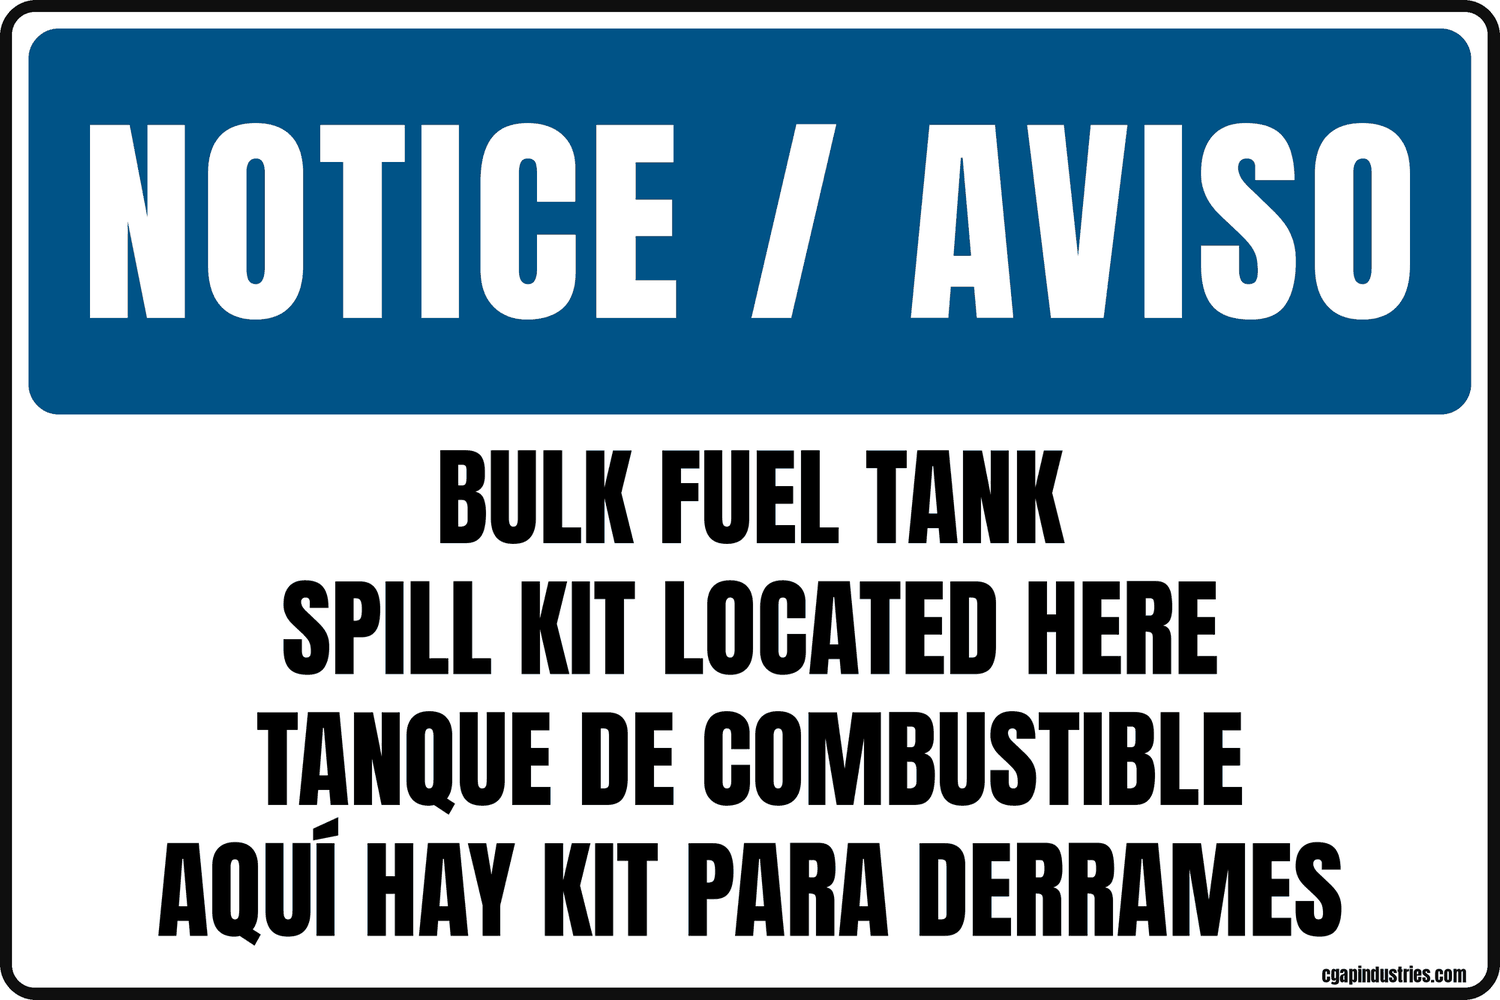 NOTICE / AVISO
BULK FUEL TANK
SPILL KIT LOCATED HERE
TANQUE DE COMBUSTIBLE
AQUÍ HAY KIT PARA DERRAMES
cgapindustries.com